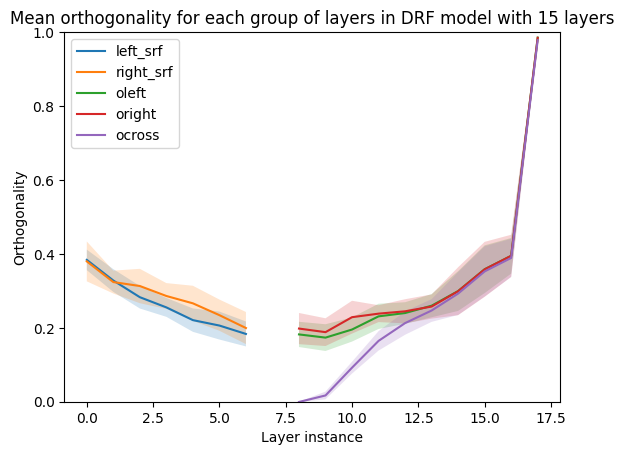 Mean orthogonality for each group of layers in DRF model with 15 layers
1.0
0.8
0.6
0.4
0.2
0.0
Orthogonality
left_srf
right_srf
oleft
oright
ocross
0.0 2.5 5.0 7.5 10.0 12.5 15.0 17.5
Layer instance